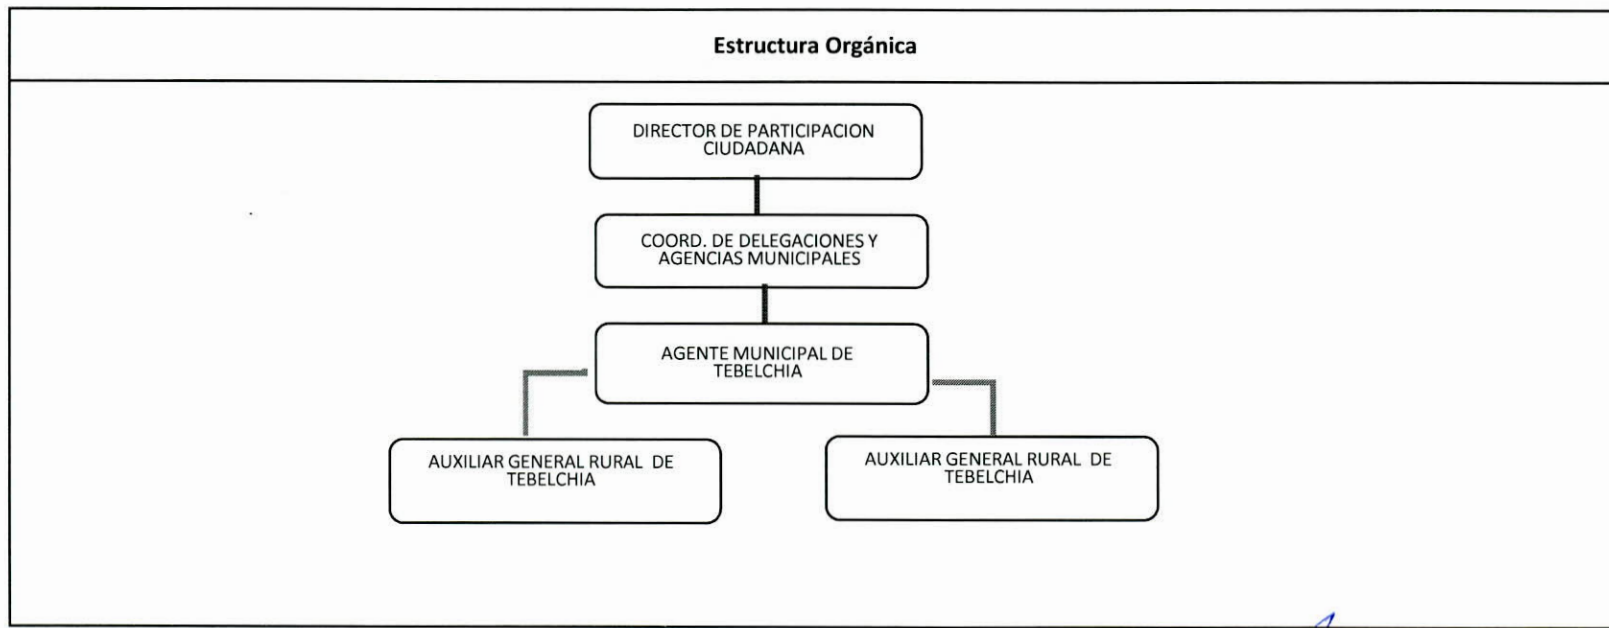 Estructura Orgánica
DIRECTOR DE PARTICIPACION
CIUDADANA
COORD. DE DELEGACIONES Y
AGENCIAS MUNICIPALES
AGENTE MUNICIPAL DE
TEBELCHIA
AUXILIAR GENERAL RURAL DE
TEBELCHIA
AUXILIAR GENERAL RURAL DE
TEBELCHIA